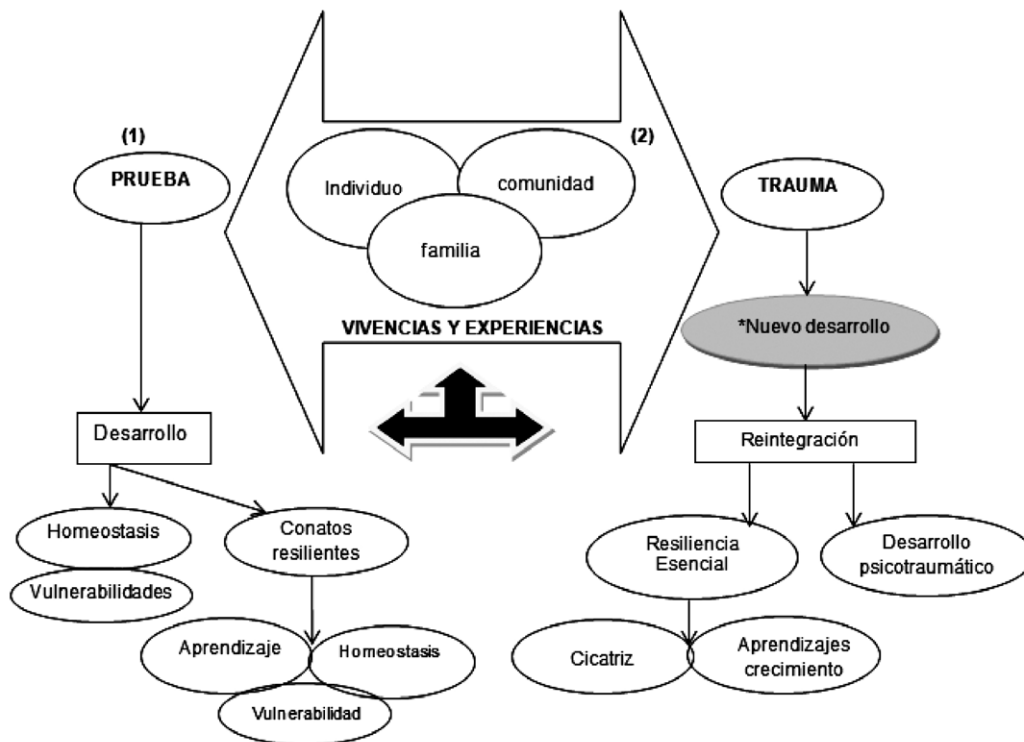 (1)
PRUEBA
Individuo
comunidad
(2)
familia
VIVENCIAS Y EXPERIENCIAS
TRAUMA
*Nuevo desarrollo
Desarrollo
Homeostasis
Vulnerabilidades
Conatos
resilientes
Aprendizaje
Homeostasis
Vulnerabilidad
Reintegración
Resiliencia
Esencial
Desarrollo
psicotraumático
Cicatriz
Aprendizajes
crecimiento